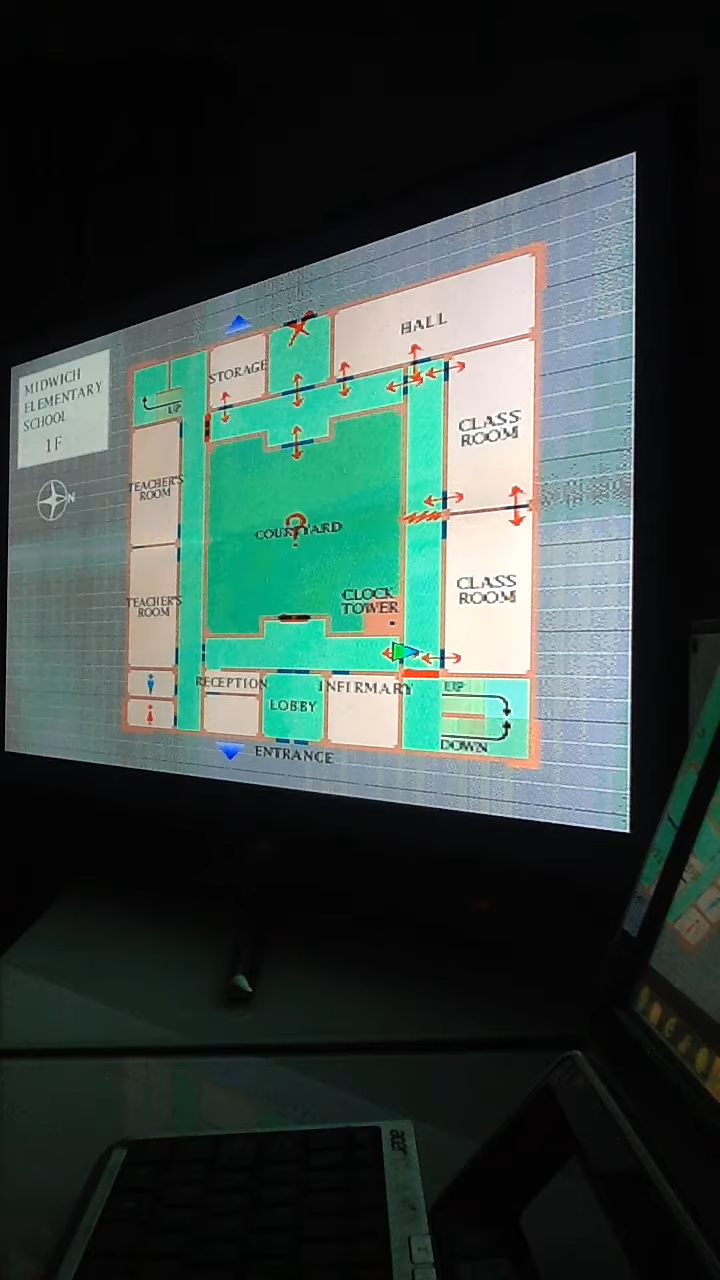 MIDWICH
ELEMENTARY
SCHOOL
1F
N
HALL
STORAGE
UP
CLASS
ROOM
TEACHER'S
ROOM
COURTYARD
?
CLOCK
TOWER
CLASS
ROOM
TEACHER'S
ROOM
RECEPTION
LOBBY
INFIRMARY
UP
DOWN
ENTRANCE
acer